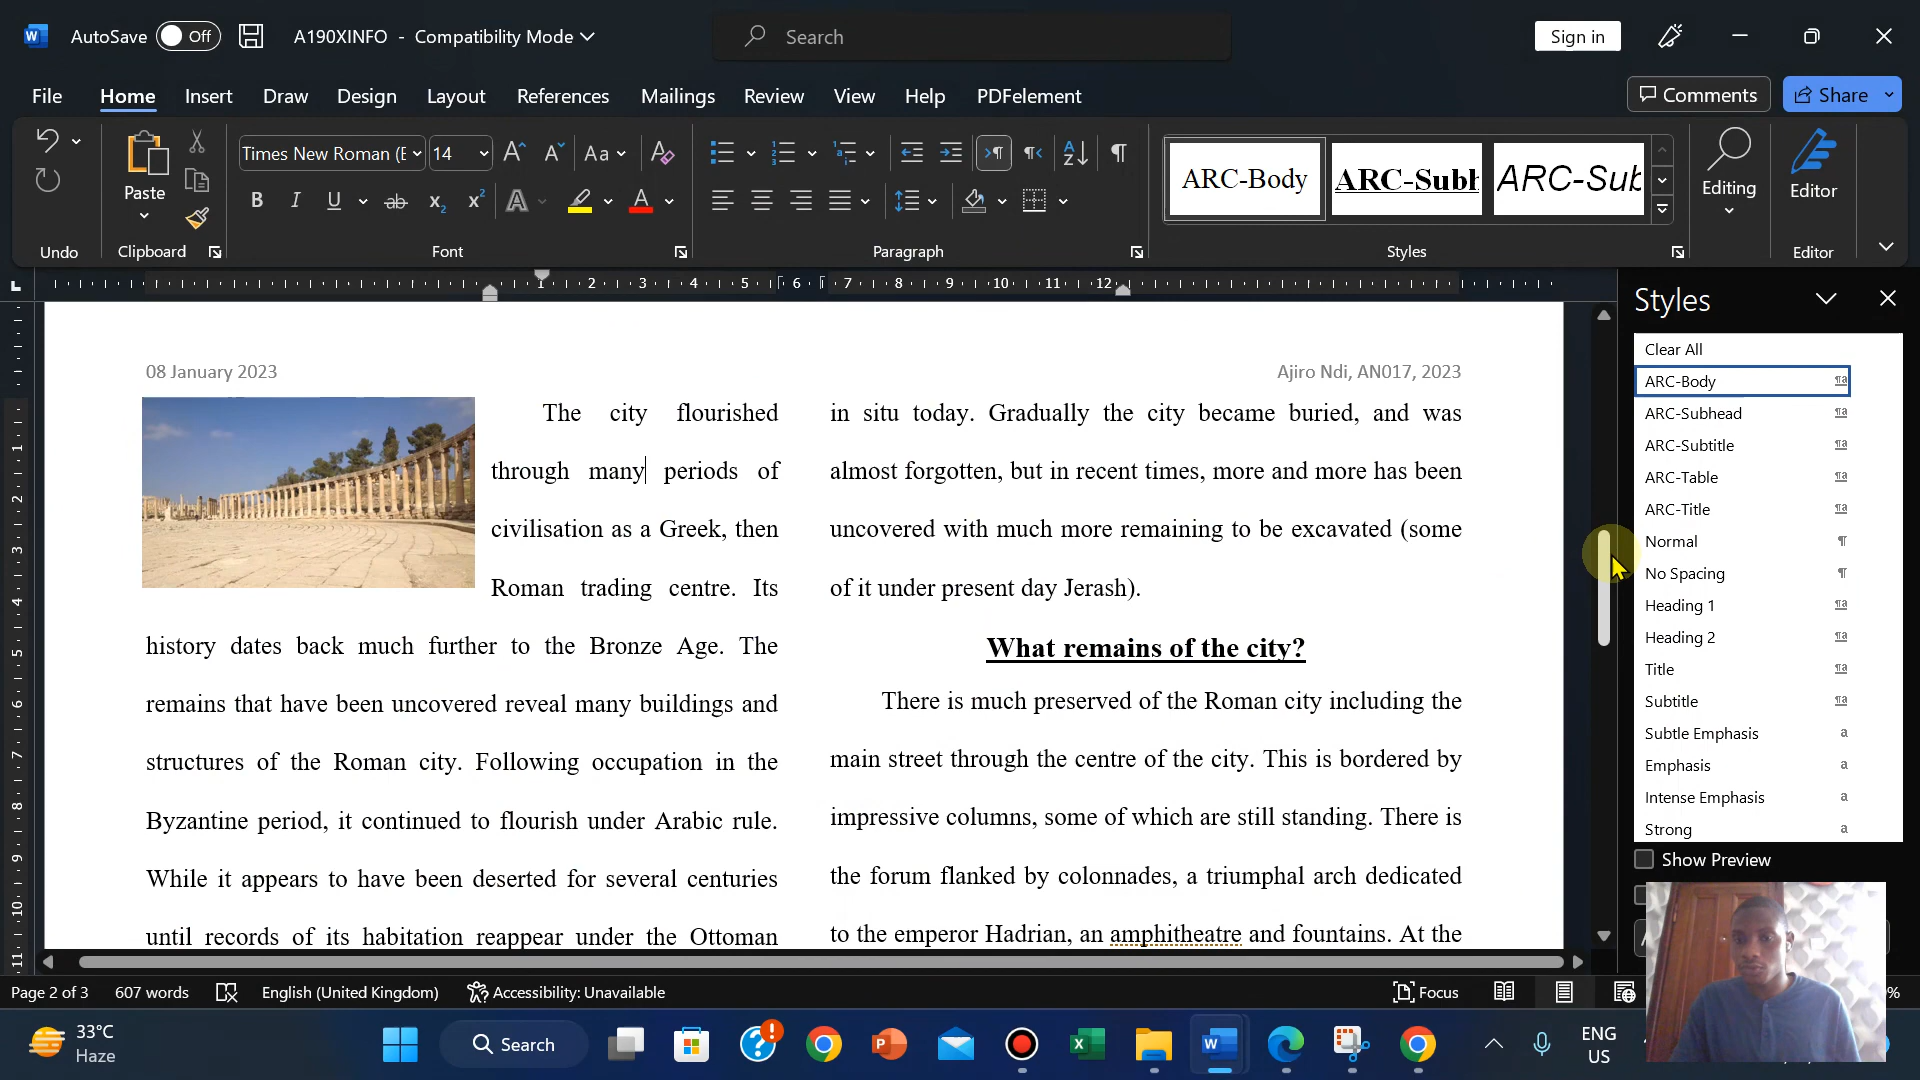 AutoSave Off A190XINFO - Compatibility Mode Search Sign in
File Home Insert Draw Design Layout References Mailings Review View Help PDFelement Comments Share
Times New Roman (E 14
Paste
Undo Clipboard Font Paragraph Styles Editor
ARC-Body ARC-Subh ARC-Sub
Editing Editor
1 2 3 4 5 6 7 8 9 10 11 12
Styles
Clear All
ARC-Body
ARC-Subhead
ARC-Subtitle
ARC-Table
ARC-Title
Normal
No Spacing
Heading 1
Heading 2
Title
Subtitle
Subtle Emphasis
Emphasis
Intense Emphasis
Strong
Show Preview
08 January 2023
Ajiro Ndi, AN017, 2023
The city flourished
through many periods of
civilisation as a Greek, then
Roman trading centre. Its
history dates back much further to the Bronze Age. The
remains that have been uncovered reveal many buildings and
structures of the Roman city. Following occupation in the
Byzantine period, it continued to flourish under Arabic rule.
While it appears to have been deserted for several centuries
until records of its habitation reappear under the Ottoman
in situ today. Gradually the city became buried, and was
almost forgotten, but in recent times, more and more has been
uncovered with much more remaining to be excavated (some
of it under present day Jerash).
What remains of the city?
There is much preserved of the Roman city including the
main street through the centre of the city. This is bordered by
impressive columns, some of which are still standing. There is
the forum flanked by colonnades, a triumphal arch dedicated
to the emperor Hadrian, an amphitheatre and fountains. At the
Page 2 of 3 607 words English (United Kingdom) Accessibility: Unavailable Focus
33°C
Haze
Search
ENG
US